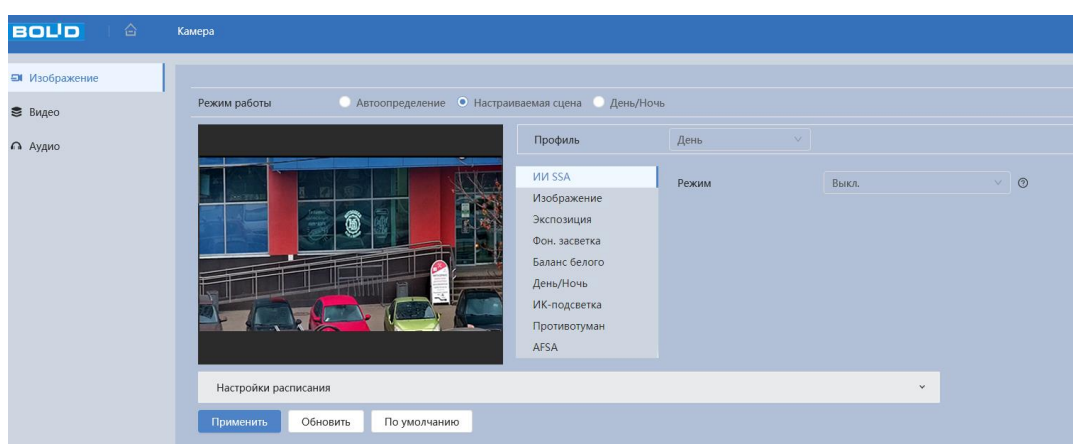 BOLID
Камера
Изображение
Видео
Аудио
Режим работы Автоопределение Настраиваемая сцена День/Ночь
Профиль День
ИИ SSA
Режим Выкл.
Изображение
Экспозиция
Фон. засветка
Баланс белого
День/Ночь
ИК-подсветка
Противотуман
AFSA
Настройки расписания
Применить Обновить По умолчанию